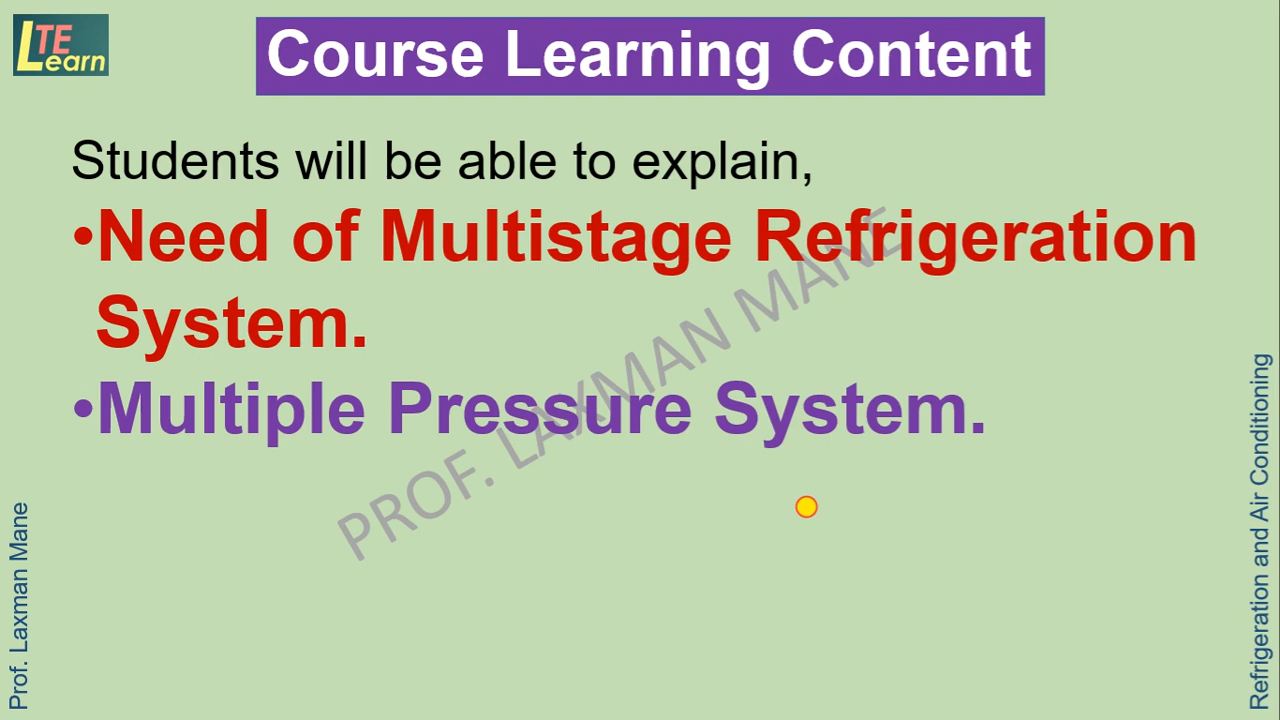 LTE
Learn
Course Learning Content
Students will be able to explain,
•Need of Multistage Refrigeration
System.
•Multiple Pressure System.
PROF. LAXMAN MANE
Prof. Laxman Mane
Refrigeration and Air Conditioning